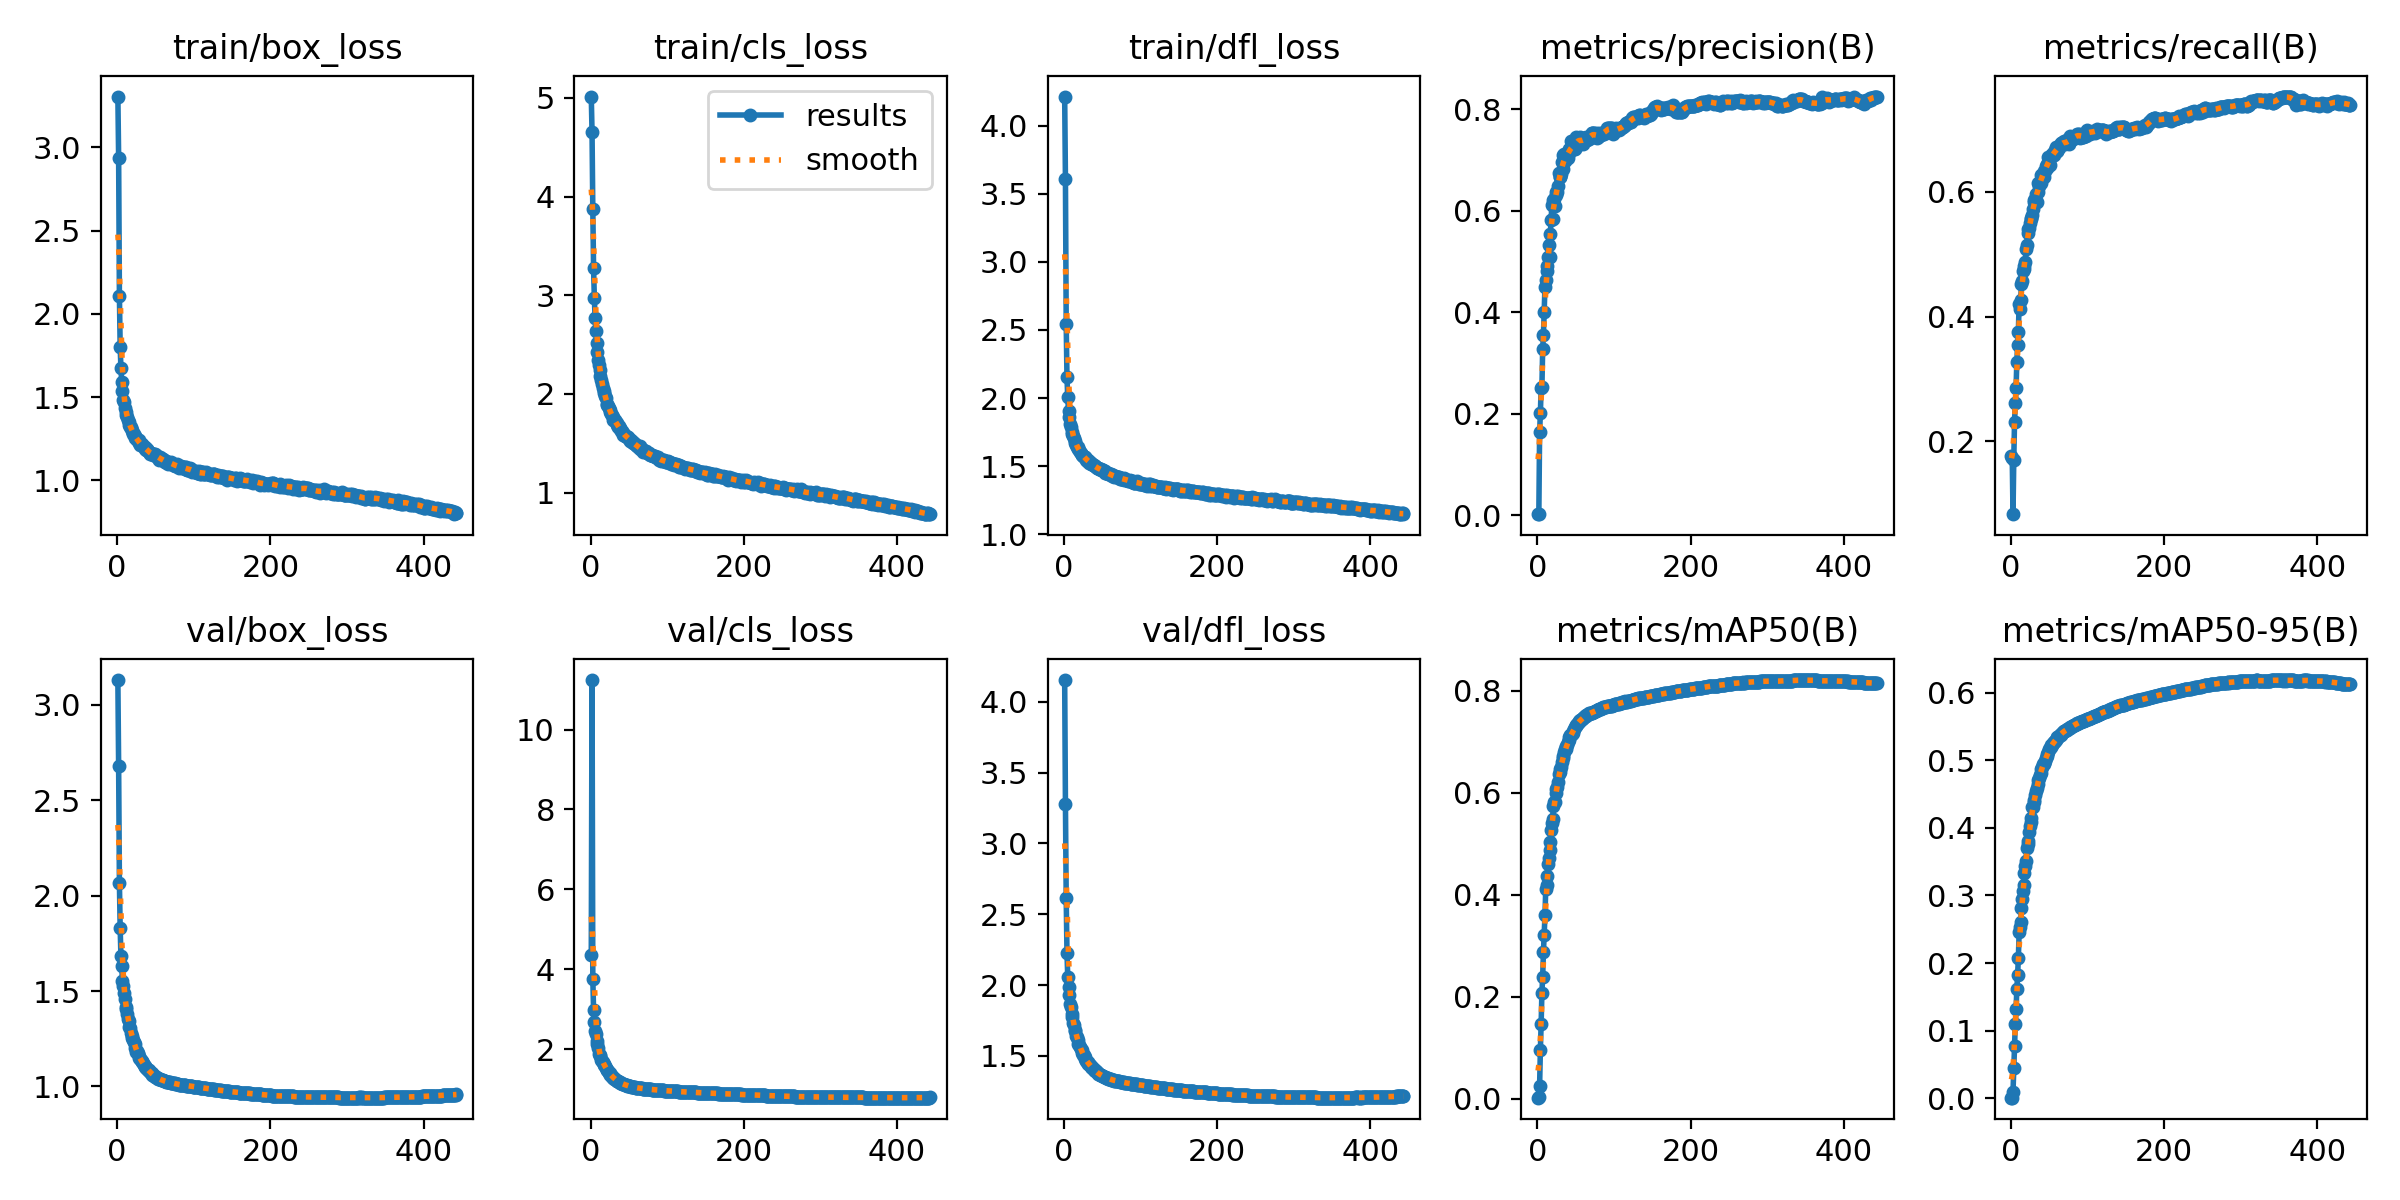 train/box_loss
3.0
2.5
2.0
1.5
1.0
0 200 400
train/cls_loss
results
smooth
5
4
3
2
1
0 200 400
train/dfl_loss
4.0
3.5
3.0
2.5
2.0
1.5
1.0
0 200 400
metrics/precision(B)
0.8
0.6
0.4
0.2
0.0
0 200 400
metrics/recall(B)
0.6
0.4
0.2
0 200 400
val/box_loss
3.0
2.5
2.0
1.5
1.0
0 200 400
val/cls_loss
10
8
6
4
2
0 200 400
val/dfl_loss
4.0
3.5
3.0
2.5
2.0
1.5
0 200 400
metrics/mAP50(B)
0.8
0.6
0.4
0.2
0.0
0 200 400
metrics/mAP50-95(B)
0.6
0.5
0.4
0.3
0.2
0.1
0.0
0 200 400